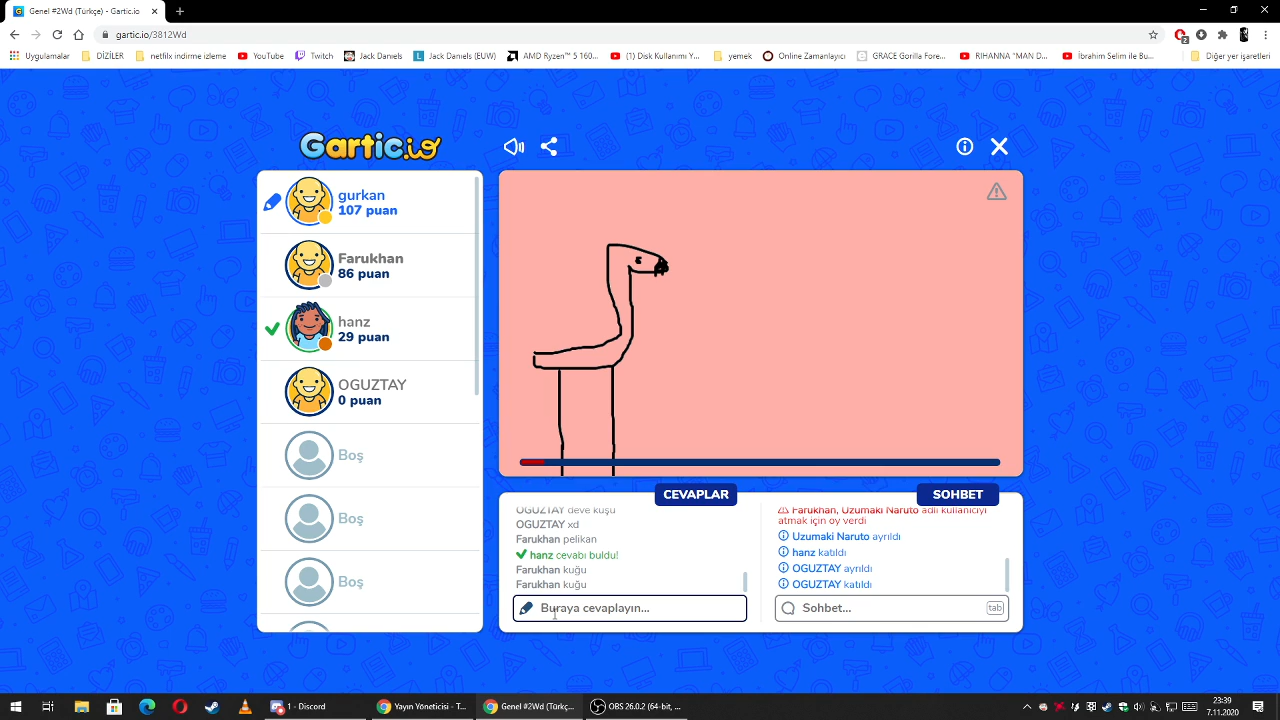 Genel #2Wd (Türkçe) - Gartic.io
gartic.io/3812Wd
Uygulamalar DİZİLER netflix indirme izleme YouTube Twitch Jack Daniels Jack Daniels (EUW) AMD Ryzen™ 5 160... (1) Disk Kullanımı Y... yemek Online Zamanlayıcı GRACE Gorilla Fore... RIHANNA "MAN D... İbrahim Selim ile Bu... Diğer yer işaretleri
Gartic.io
gurkan
107 puan
Farukhan
86 puan
hanz
29 puan
OGUZTAY
0 puan
Boş
Boş
Boş
CEVAPLAR
OGUZTAY deve kuşu
OGUZTAY xd
Farukhan pelikan
hanz cevabı buldu!
Farukhan kuğu
Farukhan kuğu
Buraya cevaplayın...
SOHBET
Farukhan, Uzumaki Naruto adlı kullanıcıyı
atmak için oy verdi
Uzumaki Naruto ayrıldı
hanz katıldı
OGUZTAY ayrıldı
OGUZTAY katıldı
Sohbet... tab
1 - Discord Yayın Yöneticisi - T... Genel #2Wd (Türkç... OBS 26.0.2 (64-bit, ...
23:39
7.11.2020